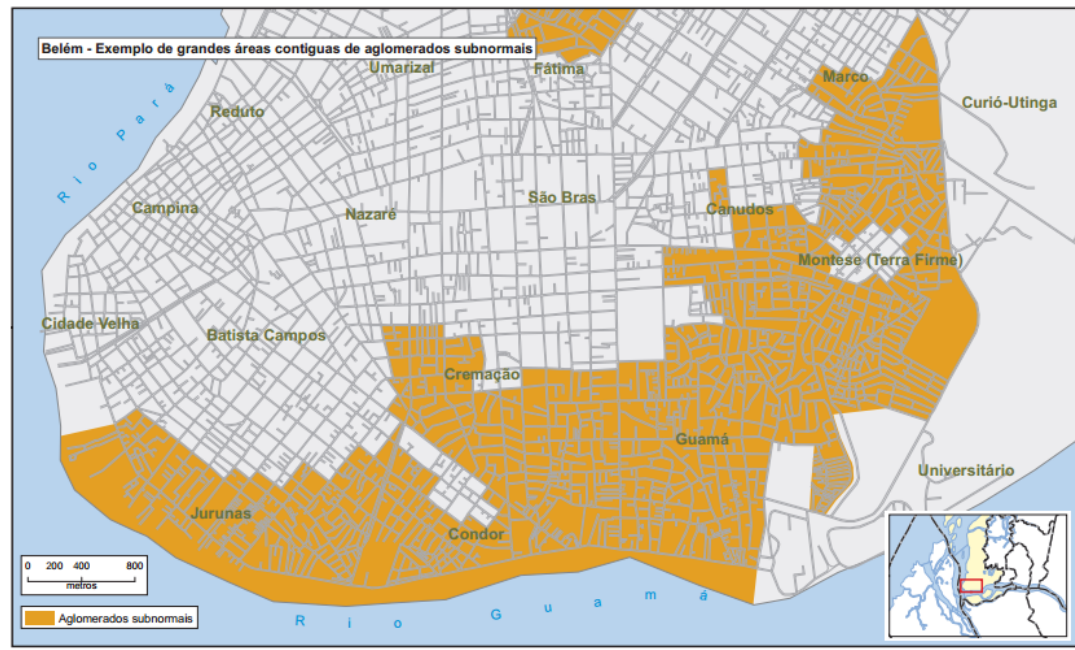 Belém - Exemplo de grandes áreas contiguas de aglomerados subnormais
Umarizal
Fátima
Marco
Curió-Utinga
Reduto
Rio Pará
Campina
Nazaré
São Bras
Canudos
Montese (Terra Firme)
Cidade Velha
Batista Campos
Cremação
Guamá
Universitário
Jurunas
Condor
0 200 400 800
metros
Rio Guamá
Aglomerados subnormais